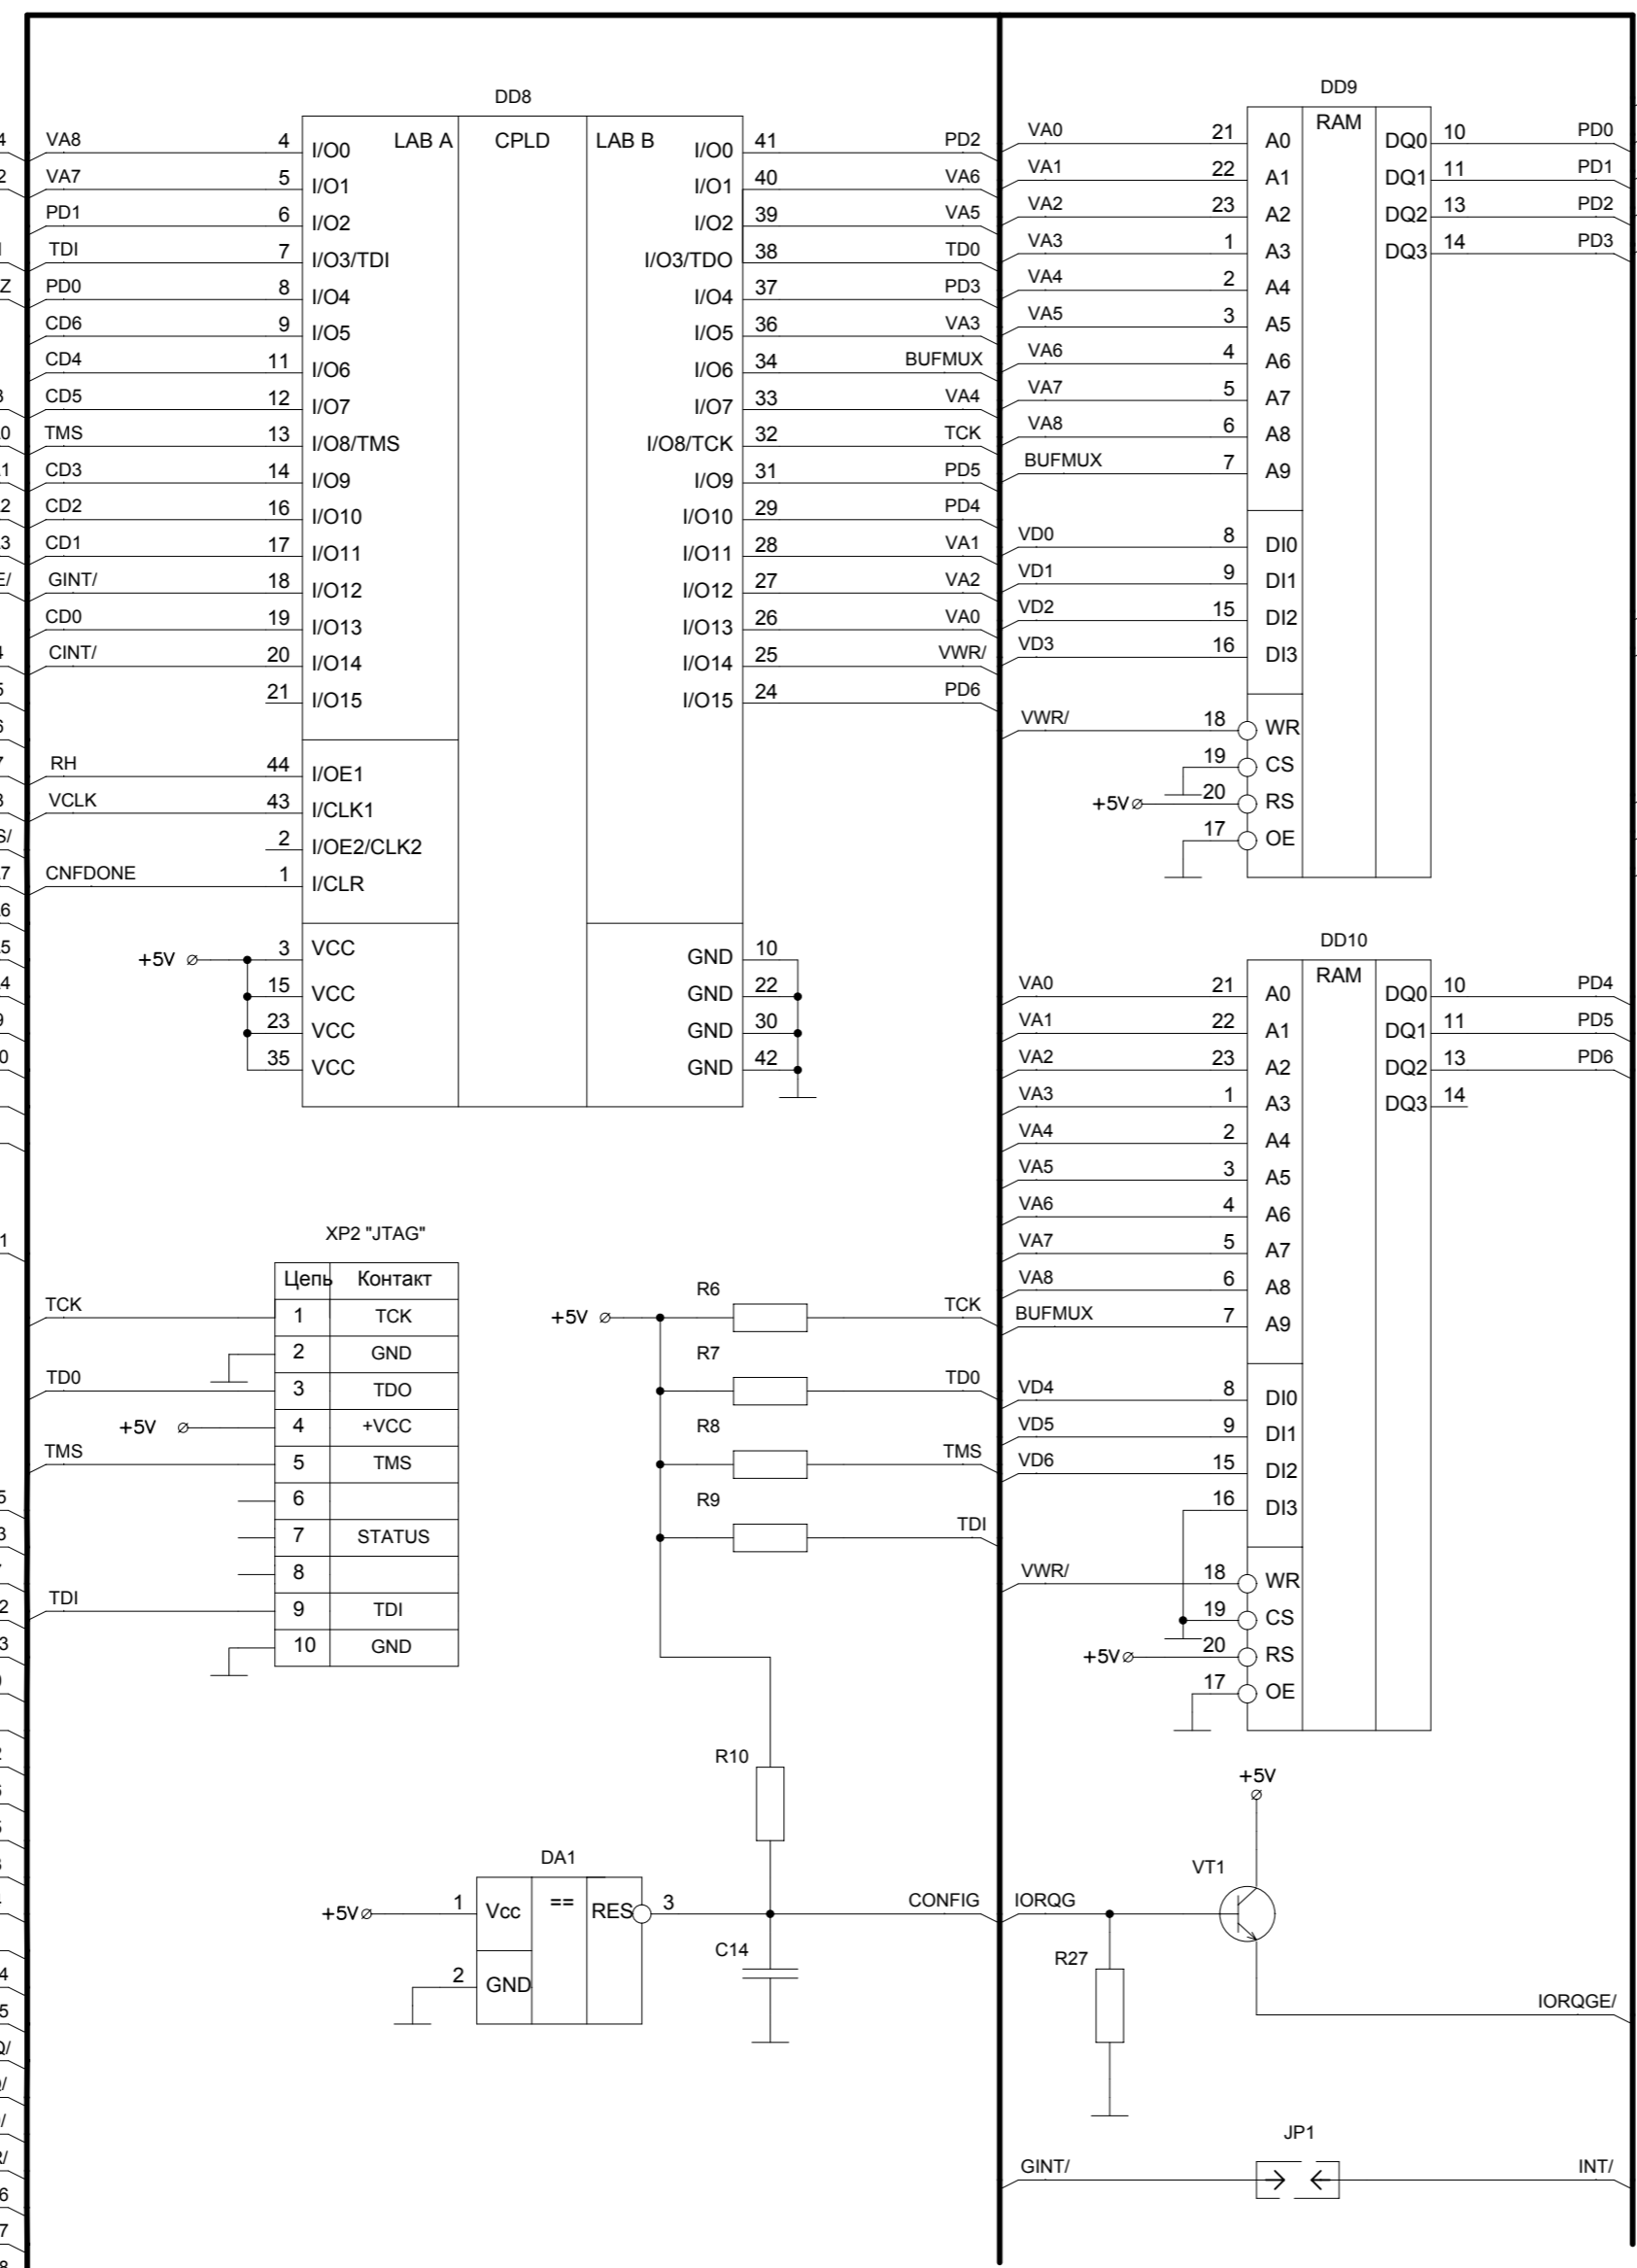 DD8
LAB A CPLD LAB B
VA8 4 I/O0 I/O0 41 PD2
VA7 5 I/O1 I/O1 40 VA6
PD1 6 I/O2 I/O2 39 VA5
TDI 7 I/O3/TDI I/O3/TDO 38 TD0
PD0 8 I/O4 I/O4 37 PD3
CD6 9 I/O5 I/O5 36 VA3
CD4 11 I/O6 I/O6 34 BUFMUX
CD5 12 I/O7 I/O7 33 VA4
TMS 13 I/O8/TMS I/O8/TCK 32 TCK
CD3 14 I/O9 I/O9 31 PD5
CD2 16 I/O10 I/O10 29 PD4
CD1 17 I/O11 I/O11 28 VA1
GINT/ 18 I/O12 I/O12 27 VA2
CD0 19 I/O13 I/O13 26 VA0
CINT/ 20 I/O14 I/O14 25 VWR/
21 I/O15 I/O15 24 PD6
RH 44 I/OE1
VCLK 43 I/CLK1
2 I/OE2/CLK2
CNFDONE 1 I/CLR
+5V 3 VCC GND 10
15 VCC GND 22
23 VCC GND 30
35 VCC GND 42
XP2 "JTAG"
Цепь Контакт
TCK 1 TCK
2 GND
TD0 3 TDO
+5V 4 +VCC
TMS 5 TMS
6
7 STATUS
8
TDI 9 TDI
10 GND
R6
+5V TCK
R7
TD0
R8
TMS
R9
TDI
R10
DA1
+5V 1 Vcc == RES 3 CONFIG
2 GND
C14
DD9
RAM
VA0 21 A0 DQ0 10 PD0
VA1 22 A1 DQ1 11 PD1
VA2 23 A2 DQ2 13 PD2
VA3 1 A3 DQ3 14 PD3
VA4 2 A4
VA5 3 A5
VA6 4 A6
VA7 5 A7
VA8 6 A8
BUFMUX 7 A9
VD0 8 DI0
VD1 9 DI1
VD2 15 DI2
VD3 16 DI3
VWR/ 18 WR
19 CS
+5V 20 RS
17 OE
DD10
RAM
VA0 21 A0 DQ0 10 PD4
VA1 22 A1 DQ1 11 PD5
VA2 23 A2 DQ2 13 PD6
VA3 1 A3 DQ3 14
VA4 2 A4
VA5 3 A5
VA6 4 A6
VA7 5 A7
VA8 6 A8
BUFMUX 7 A9
VD4 8 DI0
VD5 9 DI1
VD6 15 DI2
16 DI3
VWR/ 18 WR
19 CS
+5V 20 RS
17 OE
+5V
VT1
IORQG
R27
IORQGE/
JP1
GINT/ INT/